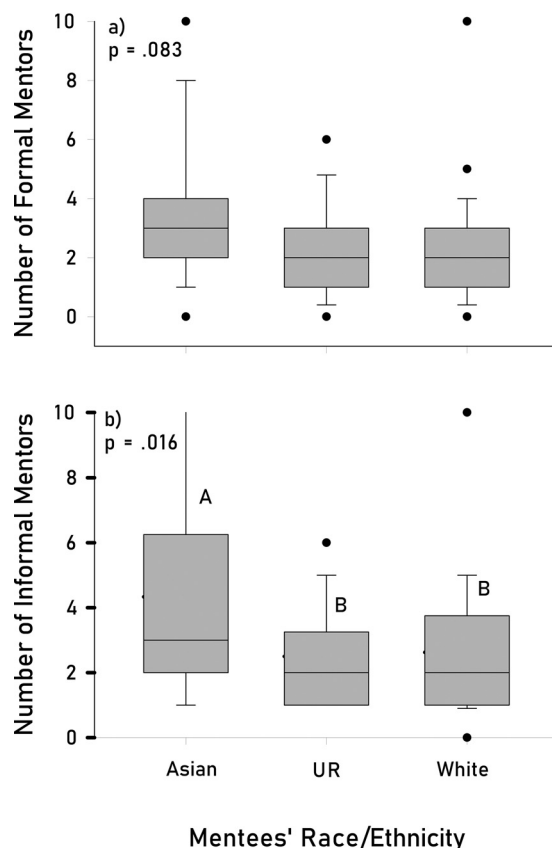 a)
p = .083
Number of Formal Mentors
10
8
6
4
2
0
b)
p = .016
Number of Informal Mentors
10
8
6
4
2
0
A
B
B
Asian UR White
Mentees' Race/Ethnicity